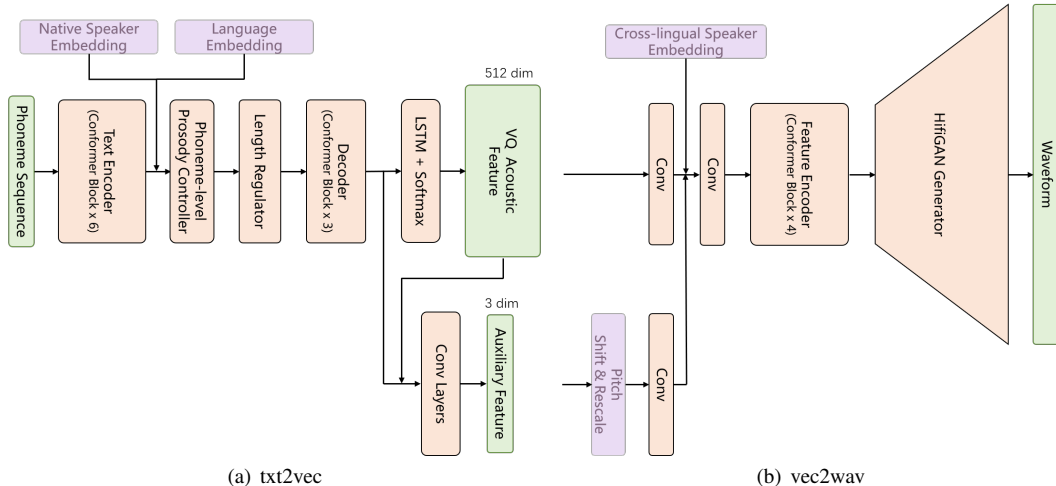 Native Speaker
Embedding
Language
Embedding
Phoneme Sequence
Text Encoder
(Conformer Block x 6)
Phoneme-level
Prosody Controller
Length Regulator
Decoder
(Conformer Block x 3)
LSTM + Softmax
512 dim
VQ Acoustic
Feature
Conv Layers
3 dim
Auxiliary Feature
(a) txt2vec
Cross-lingual Speaker
Embedding
Conv
Conv
Feature Encoder
(Conformer Block x 4)
HifiGAN Generator
Waveform
Pitch
Shift & Rescale
Conv
(b) vec2wav